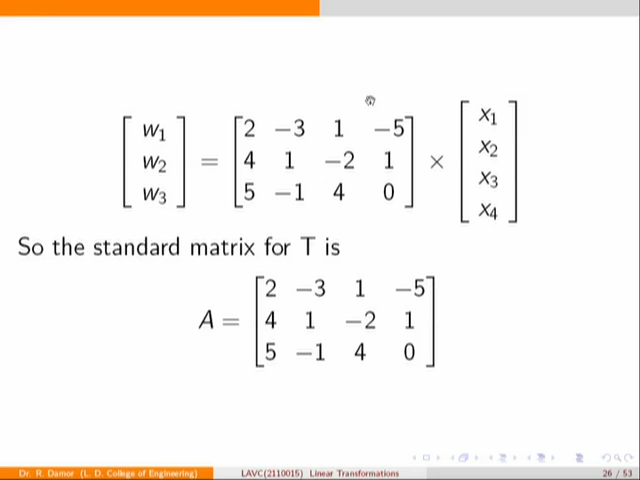 [w₁ w₂ w₃] = [2 −3 1 −5; 4 1 −2 1; 5 −1 4 0] × [x₁ x₂ x₃ x₄]
So the standard matrix for T is
A = [2 −3 1 −5; 4 1 −2 1; 5 −1 4 0]
Dr. R. Damor (L. D. College of Engineering) LAVC(2110015) Linear Transformations 26 / 53